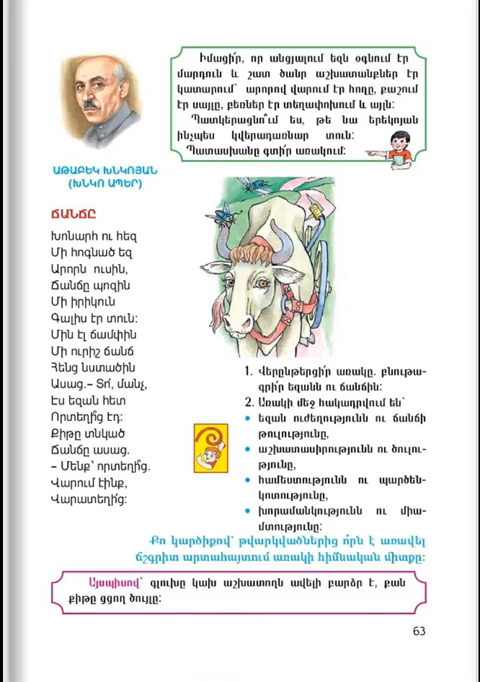 Իմացի՛ր, որ անցյալում եզն օգնում էր
մարդուն և շատ ծանր աշխատանքներ էր
կատարում՝ արորով վարում էր հողը, քաշում
էր սայլը, բեռներ էր տեղափոխում և այլն:
Պատկերացնո՞ւմ ես, թե նա երեկոյան
ինչպես կվերադառնար տուն:
Պատասխանը գտի՛ր առակում:
ԱԹԱԲԵԿ ԽՆԿՈՅԱՆ
(ԽՆԿՈ ԱՊԵՐ)
ՃԱՆՃԸ
Խոնարհ ու հեզ
Մի հոգնած եզ
Արորն ուսին,
Ճանճը պոզին
Մի իրիկուն
Գալիս էր տուն:
Մին էլ ճամփին
Մի ուրիշ ճանճ
Հենց նստածին
Ասաց.– Տո՛, մանչ,
Էս եզան հետ
Որտեղի՞ց էդ:
Քիթը տնկած
Ճանճը ասաց.
– Մենք՝ որտեղի՞ց.
Վարում էինք,
Վարատեղի՛ց:
1. Վերընթերցի՛ր առակը. բնութա-
գրի՛ր եզանն ու ճանճին:
2. Առակի մեջ հակադրվում են՝
• եզան ուժեղությունն ու ճանճի
թուլությունը,
• աշխատասիրությունն ու ծուլու-
թյունը,
• համեստությունն ու պարծեն-
կոտությունը,
• խորամանկությունն ու միա-
մտությունը:
Քո կարծիքով՝ թվարկվածներից ո՞րն է առավել
ճշգրիտ արտահայտում առակի հիմնական միտքը:
Այսպիսով՝ գլուխը կախ աշխատողն ավելի բարձր է, քան
քիթը ցցող ծույլը:
63